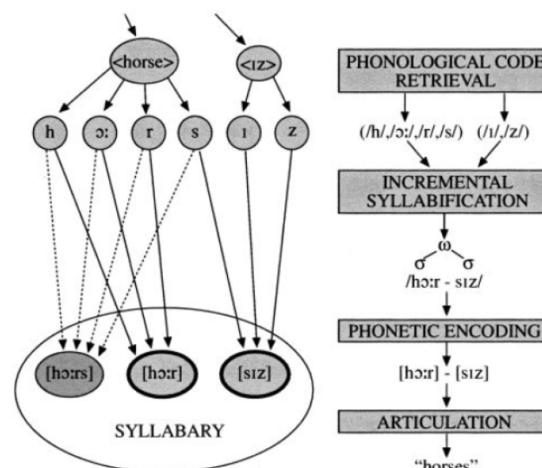 <horse>
<ɪz>
h ɔː r s ɪ z
[hɔːrs] [hɔːr] [sɪz]
SYLLABARY
PHONOLOGICAL CODE
RETRIEVAL
(/h/,/ɔː/,/r/,/s/) (/ɪ/,/z/)
INCREMENTAL
SYLLABIFICATION
ω
σ σ
/hɔːr - sɪz/
PHONETIC ENCODING
[hɔːr] - [sɪz]
ARTICULATION
“horses”